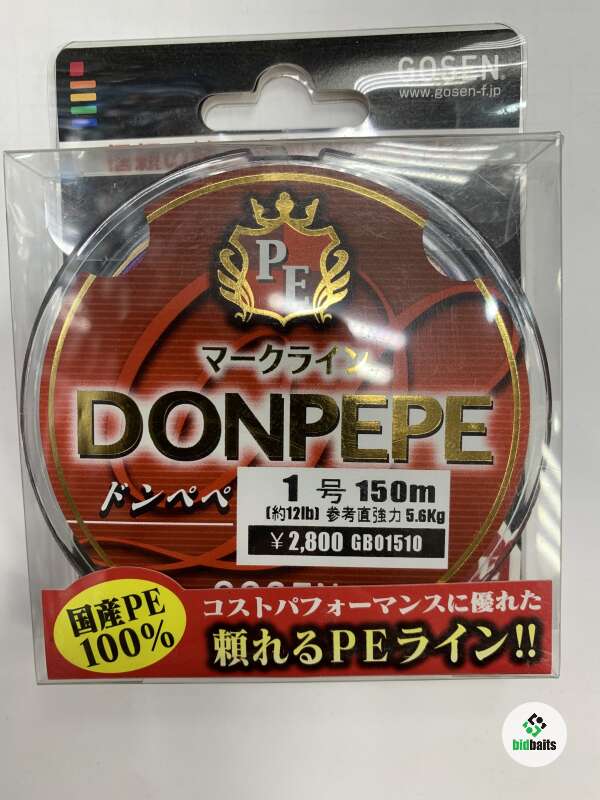 GOSEN
www.gosen-f.jp
PE
マークライン
DONPEPE
ドンペペ
1号 150m
(約12lb) 参考直強力 5.6Kg
¥2,800 GB01510
GOSEN
国産PE
100%
コストパフォーマンスに優れた
頼れるPEライン!!
bidbaits